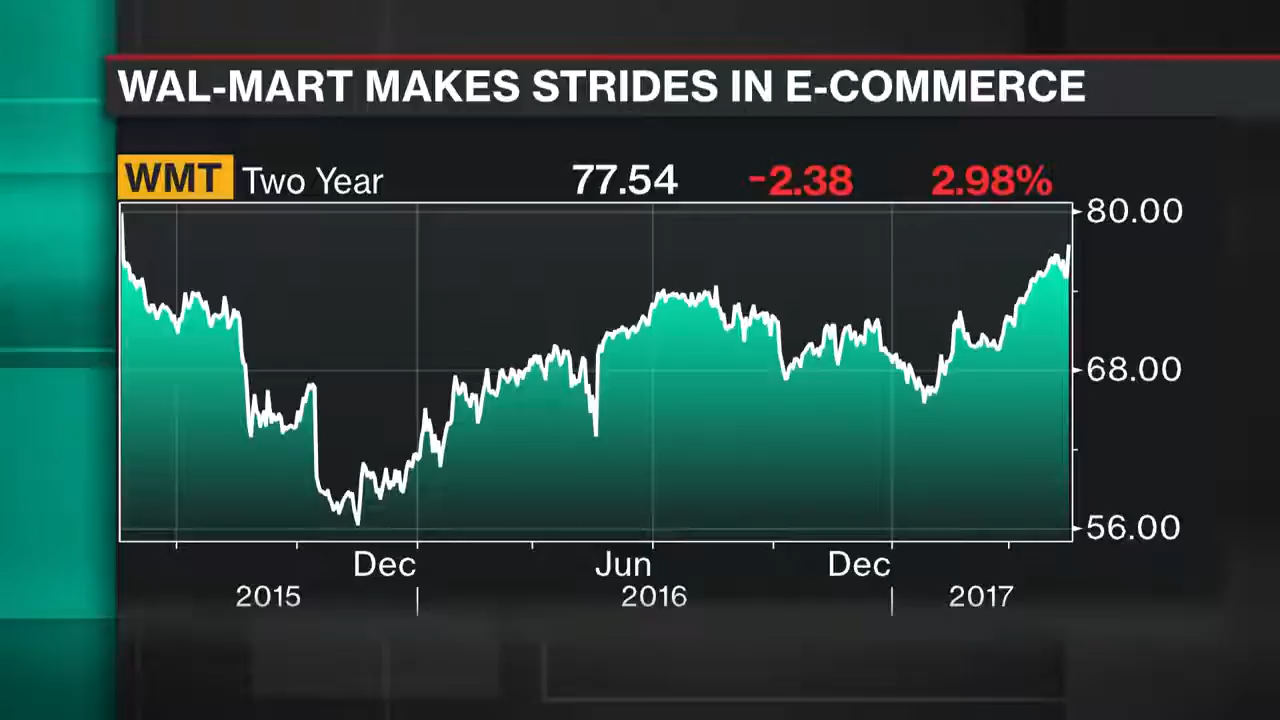 WAL-MART MAKES STRIDES IN E-COMMERCE
WMT Two Year 77.54 -2.38 2.98%
80.00
68.00
56.00
Dec Jun Dec
2015 2016 2017